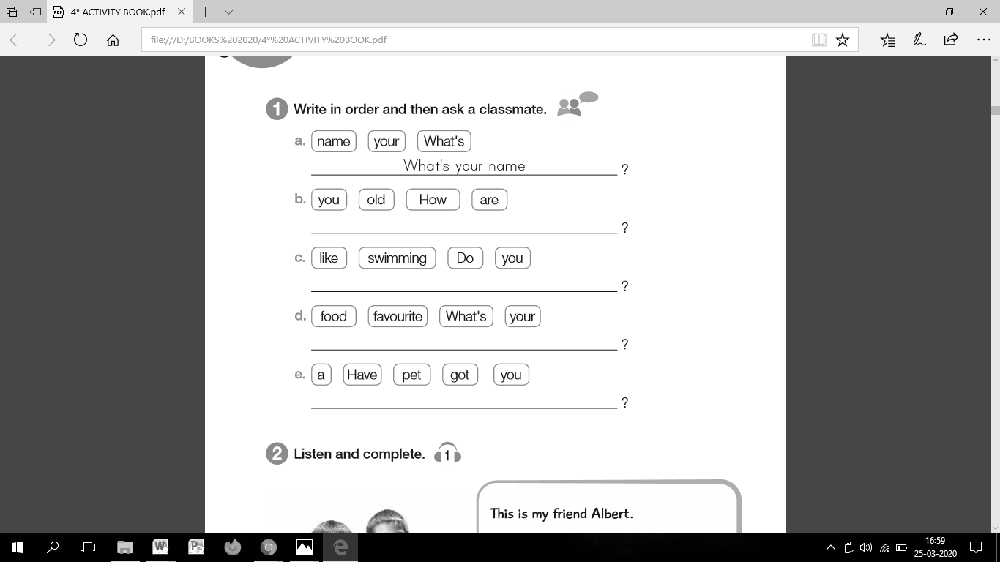 4° ACTIVITY BOOK.pdf
file:///D:/BOOKS%202020/4°%20ACTIVITY%20BOOK.pdf
1 Write in order and then ask a classmate.
a. name your What's
What's your name ?
b. you old How are
?
c. like swimming Do you
?
d. food favourite What's your
?
e. a Have pet got you
?
2 Listen and complete. 1
This is my friend Albert.
16:59
25-03-2020